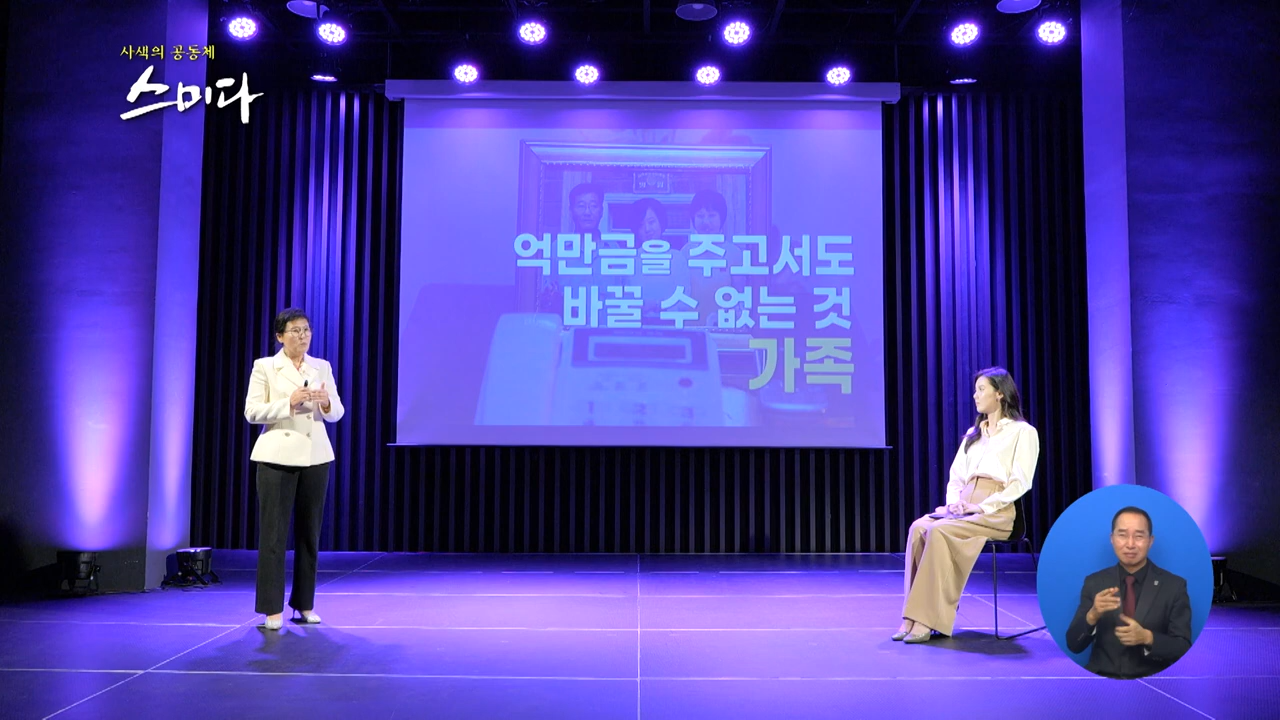 사색의 공동체
스미다
억만금을 주고서도
바꿀 수 없는 것
가족